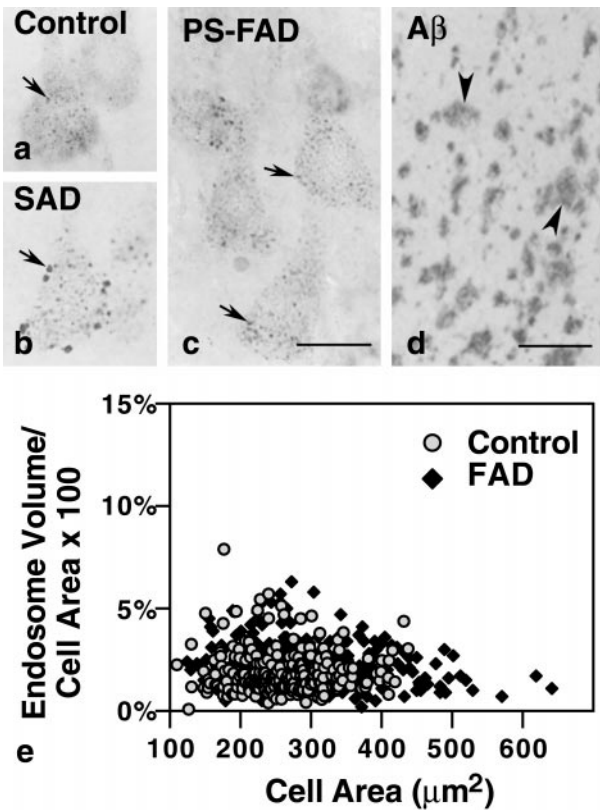 Control
a
PS-FAD
c
Aβ
d
SAD
b
15%
10%
5%
0%
Endosome Volume/
Cell Area x 100
Control
FAD
100 200 300 400 500 600
Cell Area (μm²)
e